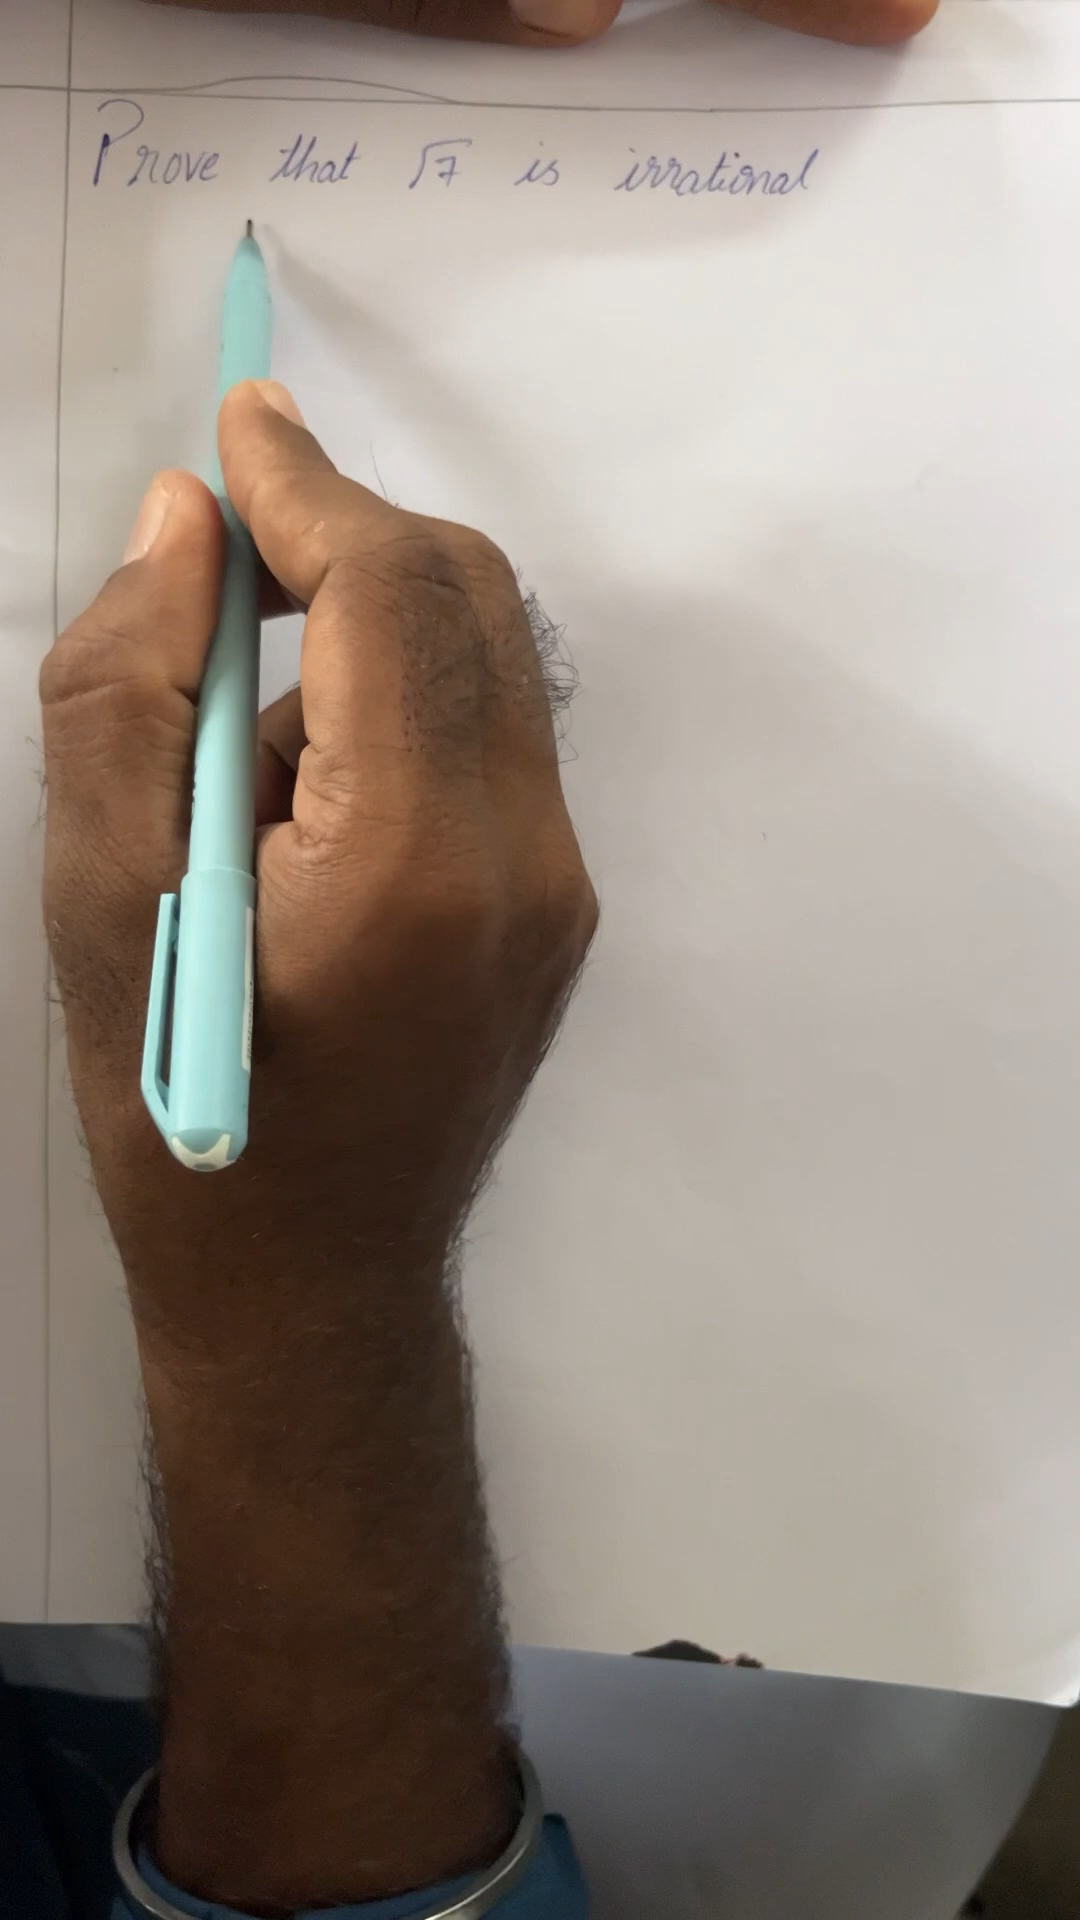 Prove that √7 is irrational